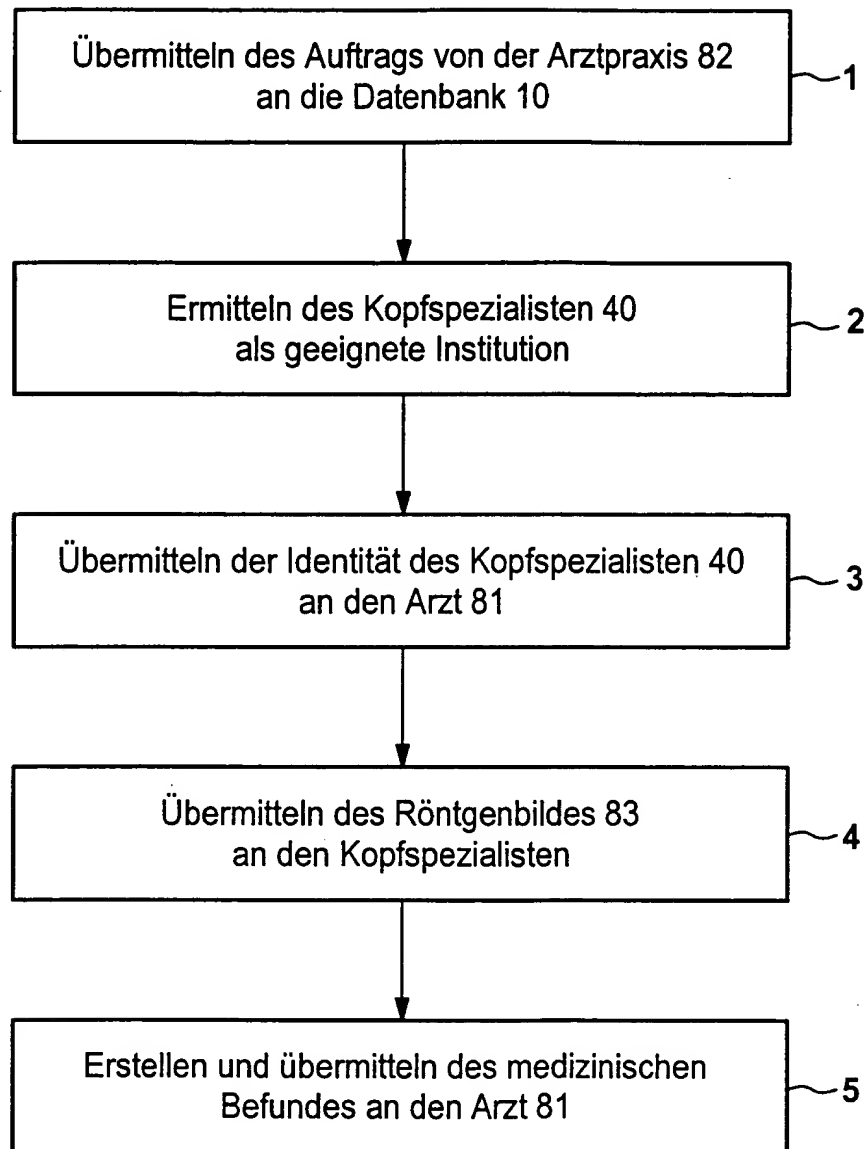 Übermitteln des Auftrags von der Arztpraxis 82
an die Datenbank 10
1
Ermitteln des Kopfspezialisten 40
als geeignete Institution
2
Übermitteln der Identität des Kopfspezialisten 40
an den Arzt 81
3
Übermitteln des Röntgenbildes 83
an den Kopfspezialisten
4
Erstellen und übermitteln des medizinischen
Befundes an den Arzt 81
5